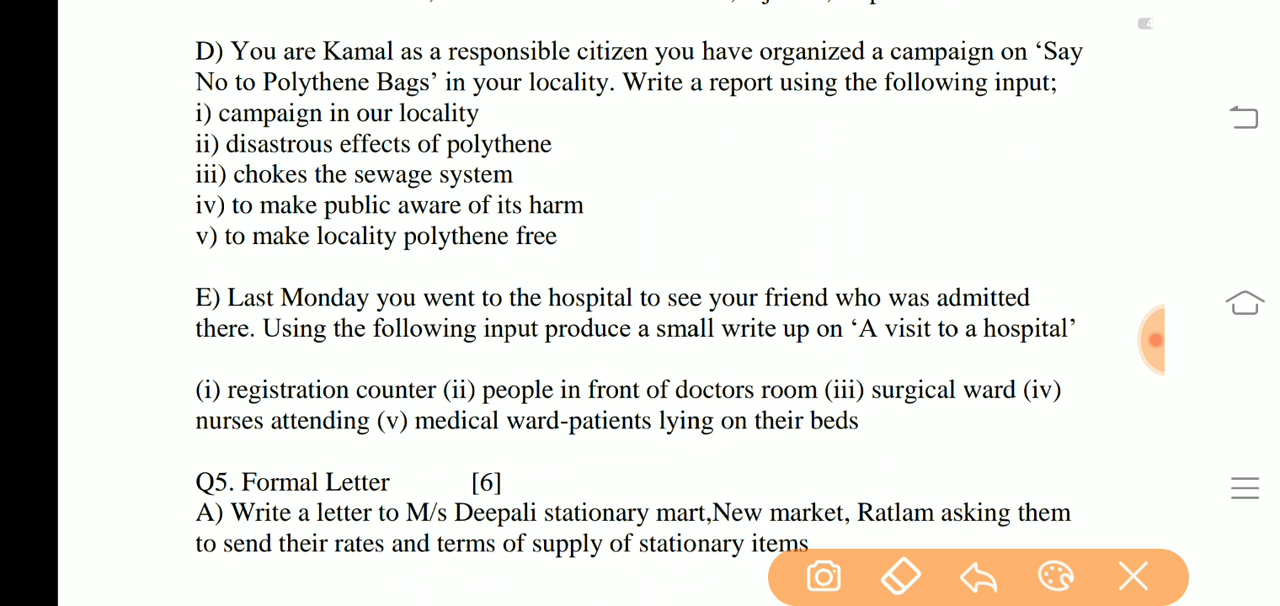 D) You are Kamal as a responsible citizen you have organized a campaign on ‘Say
No to Polythene Bags’ in your locality. Write a report using the following input;
i) campaign in our locality
ii) disastrous effects of polythene
iii) chokes the sewage system
iv) to make public aware of its harm
v) to make locality polythene free
E) Last Monday you went to the hospital to see your friend who was admitted
there. Using the following input produce a small write up on ‘A visit to a hospital’
(i) registration counter (ii) people in front of doctors room (iii) surgical ward (iv)
nurses attending (v) medical ward-patients lying on their beds
Q5. Formal Letter [6]
A) Write a letter to M/s Deepali stationary mart,New market, Ratlam asking them
to send their rates and terms of supply of stationary items